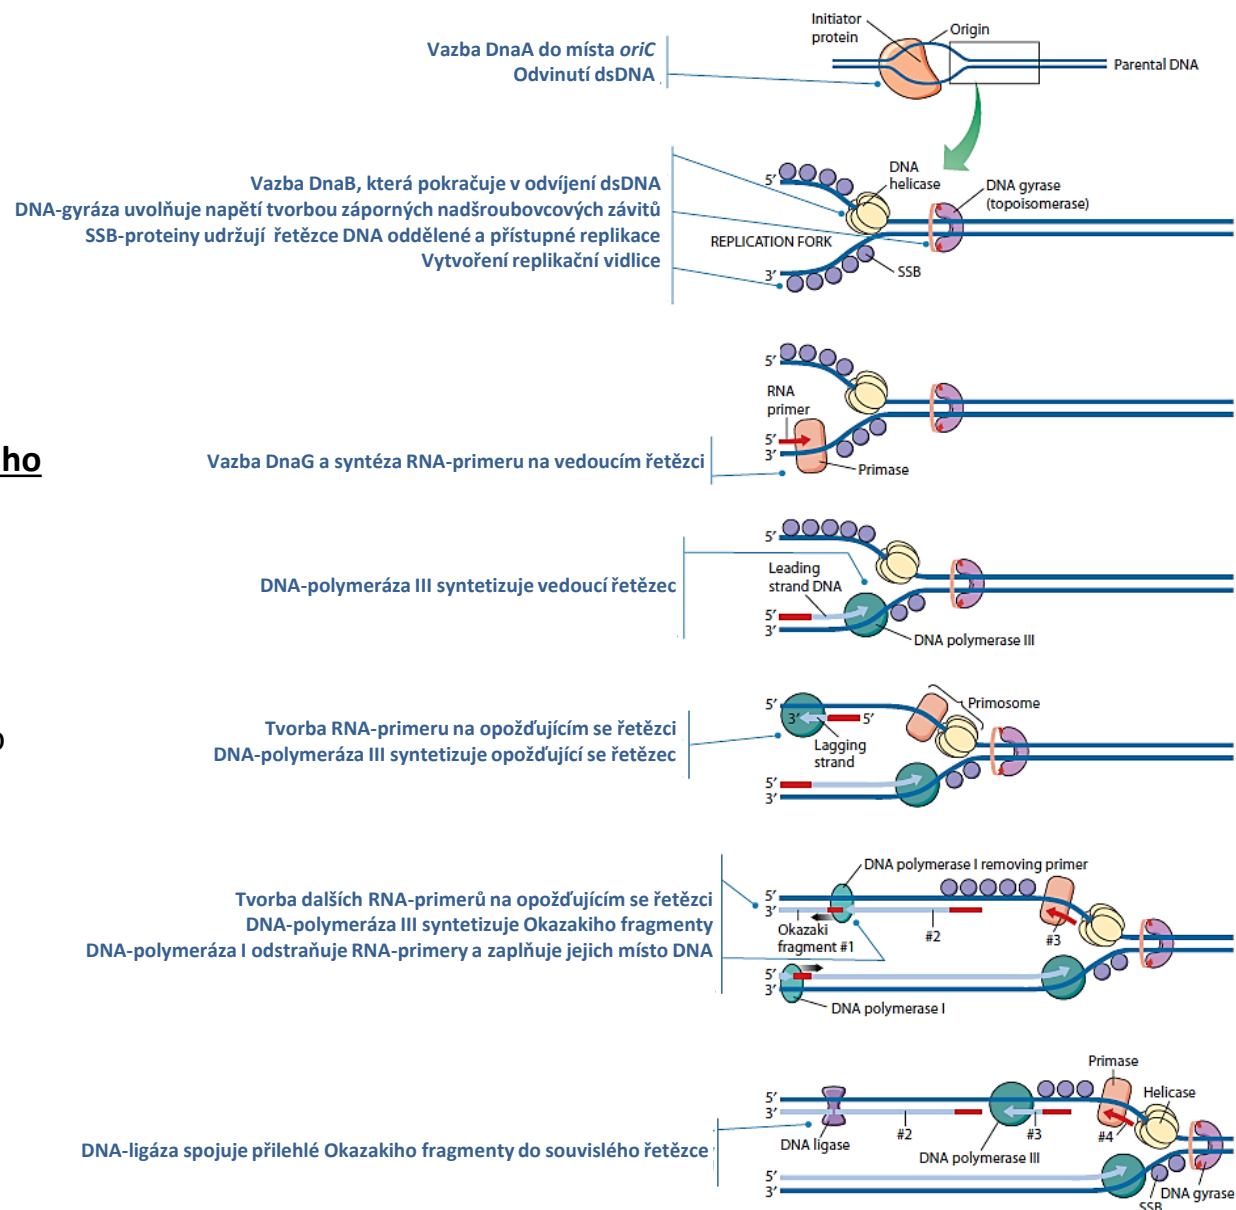 Initiator
protein
Origin
Vazba DnaA do místa oriC
Odvinutí dsDNA
Parental DNA
DNA
helicase
DNA gyrase
(topoisomerase)
5′
Vazba DnaB, která pokračuje v odvíjení dsDNA
DNA-gyráza uvolňuje napětí tvorbou záporných nadšroubovcových závitů
SSB-proteiny udržují řetězce DNA oddělené a přístupné replikace
Vytvoření replikační vidlice
REPLICATION FORK
3′
SSB
5′
RNA
primer
5′
3′
ho
Vazba DnaG a syntéza RNA-primeru na vedoucím řetězci
Primase
5′
Leading
strand DNA
DNA-polymeráza III syntetizuje vedoucí řetězec
5′
3′
DNA polymerase III
5′
Primosome
3′
5′
Tvorba RNA-primeru na opožďujícím se řetězci
DNA-polymeráza III syntetizuje opožďující se řetězec
Lagging
strand
o
5′
3′
DNA polymerase I removing primer
5′
3′
Tvorba dalších RNA-primerů na opožďujícím se řetězci
DNA-polymeráza III syntetizuje Okazakiho fragmenty
DNA-polymeráza I odstraňuje RNA-primery a zaplňuje jejich místo DNA
Okazaki
fragment #1
#2
#3
5′
3′
DNA polymerase I
Primase
Helicase
5′
3′
DNA ligase
#2
#3
#4
DNA polymerase III
DNA-ligáza spojuje přilehlé Okazakiho fragmenty do souvislého řetězce
5′
3′
SSB
DNA gyrase